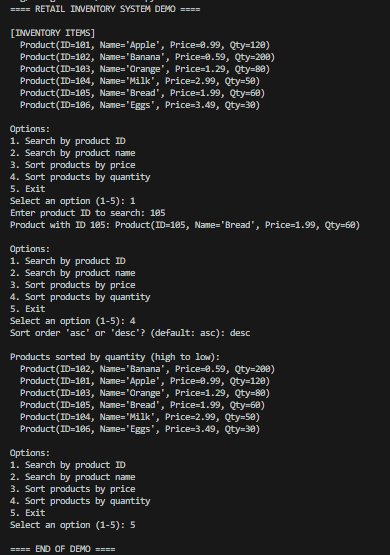 ==== RETAIL INVENTORY SYSTEM DEMO ====
[INVENTORY ITEMS]
Product(ID=101, Name='Apple', Price=0.99, Qty=120)
Product(ID=102, Name='Banana', Price=0.59, Qty=200)
Product(ID=103, Name='Orange', Price=1.29, Qty=80)
Product(ID=104, Name='Milk', Price=2.99, Qty=50)
Product(ID=105, Name='Bread', Price=1.99, Qty=60)
Product(ID=106, Name='Eggs', Price=3.49, Qty=30)
Options:
1. Search by product ID
2. Search by product name
3. Sort products by price
4. Sort products by quantity
5. Exit
Select an option (1-5): 1
Enter product ID to search: 105
Product with ID 105: Product(ID=105, Name='Bread', Price=1.99, Qty=60)
Options:
1. Search by product ID
2. Search by product name
3. Sort products by price
4. Sort products by quantity
5. Exit
Select an option (1-5): 4
Sort order 'asc' or 'desc'? (default: asc): desc
Products sorted by quantity (high to low):
Product(ID=102, Name='Banana', Price=0.59, Qty=200)
Product(ID=101, Name='Apple', Price=0.99, Qty=120)
Product(ID=103, Name='Orange', Price=1.29, Qty=80)
Product(ID=105, Name='Bread', Price=1.99, Qty=60)
Product(ID=104, Name='Milk', Price=2.99, Qty=50)
Product(ID=106, Name='Eggs', Price=3.49, Qty=30)
Options:
1. Search by product ID
2. Search by product name
3. Sort products by price
4. Sort products by quantity
5. Exit
Select an option (1-5): 5
==== END OF DEMO ====